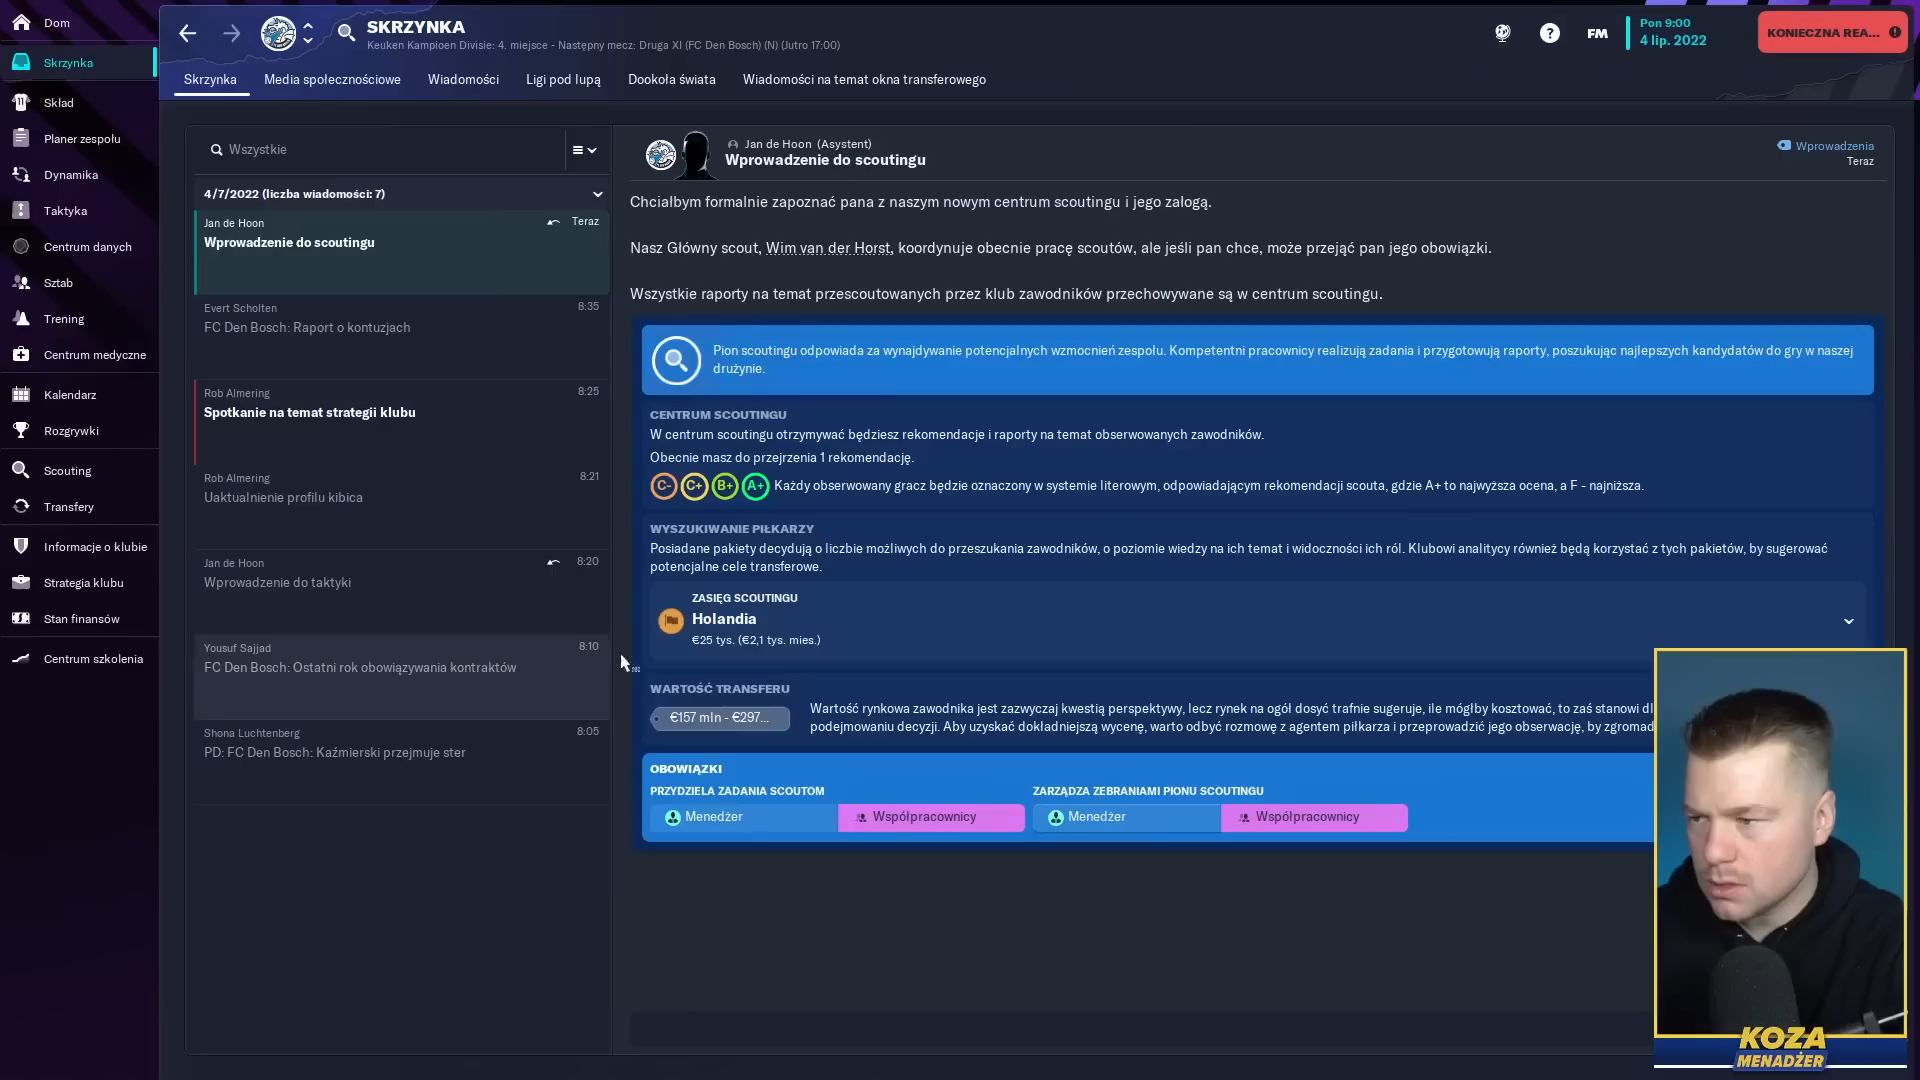 Dom
Skrzynka
Skład
Planer zespołu
Dynamika
Taktyka
Centrum danych
Sztab
Trening
Centrum medyczne
Kalendarz
Rozgrywki
Scouting
Transfery
Informacje o klubie
Strategia klubu
Stan finansów
Centrum szkolenia
SKRZYNKA
Keuken Kampioen Divisie: 4. miejsce - Następny mecz: Druga XI (FC Den Bosch) (N) (Jutro 17:00)
FM
Pon 9:00
4 lip. 2022
KONIECZNA REA...
Skrzynka Media społecznościowe Wiadomości Ligi pod lupą Dookoła świata Wiadomości na temat okna transferowego
Wszystkie
4/7/2022 (liczba wiadomości: 7)
Jan de Hoon Teraz
Wprowadzenie do scoutingu
Evert Scholten 8:35
FC Den Bosch: Raport o kontuzjach
Rob Almering 8:25
Spotkanie na temat strategii klubu
Rob Almering 8:21
Uaktualnienie profilu kibica
Jan de Hoon 8:20
Wprowadzenie do taktyki
Yousuf Sajjad 8:10
FC Den Bosch: Ostatni rok obowiązywania kontraktów
Shona Luchtenberg 8:05
PD: FC Den Bosch: Kaźmierski przejmuje ster
Jan de Hoon (Asystent)
Wprowadzenie do scoutingu
Wprowadzenia
Teraz
Chciałbym formalnie zapoznać pana z naszym nowym centrum scoutingu i jego załogą.
Nasz Główny scout, Wim van der Horst, koordynuje obecnie pracę scoutów, ale jeśli pan chce, może przejąć pan jego obowiązki.
Wszystkie raporty na temat przescoutowanych przez klub zawodników przechowywane są w centrum scoutingu.
Pion scoutingu odpowiada za wynajdywanie potencjalnych wzmocnień zespołu. Kompetentni pracownicy realizują zadania i przygotowują raporty, poszukując najlepszych kandydatów do gry w naszej
drużynie.
CENTRUM SCOUTINGU
W centrum scoutingu otrzymywać będziesz rekomendacje i raporty na temat obserwowanych zawodników.
Obecnie masz do przejrzenia 1 rekomendację.
C- C+ B+ A+ Każdy obserwowany gracz będzie oznaczony w systemie literowym, odpowiadającym rekomendacji scouta, gdzie A+ to najwyższa ocena, a F - najniższa.
WYSZUKIWANIE PIŁKARZY
Posiadane pakiety decydują o liczbie możliwych do przeszukania zawodników, o poziomie wiedzy na ich temat i widoczności ich ról. Klubowi analitycy również będą korzystać z tych pakietów, by sugerować
potencjalne cele transferowe.
ZASIĘG SCOUTINGU
Holandia
€25 tys. (€2,1 tys. mies.)
WARTOŚĆ TRANSFERU
€157 mln - €297...
Wartość rynkowa zawodnika jest zazwyczaj kwestią perspektywy, lecz rynek na ogół dosyć trafnie sugeruje, ile mógłby kosztować, to zaś stanowi dl
podejmowaniu decyzji. Aby uzyskać dokładniejszą wycenę, warto odbyć rozmowę z agentem piłkarza i przeprowadzić jego obserwację, by zgromad
OBOWIĄZKI
PRZYDZIELA ZADANIA SCOUTOM ZARZĄDZA ZEBRANIAMI PIONU SCOUTINGU
Menedżer Współpracownicy Menedżer Współpracownicy
KOZA
MENADŻER